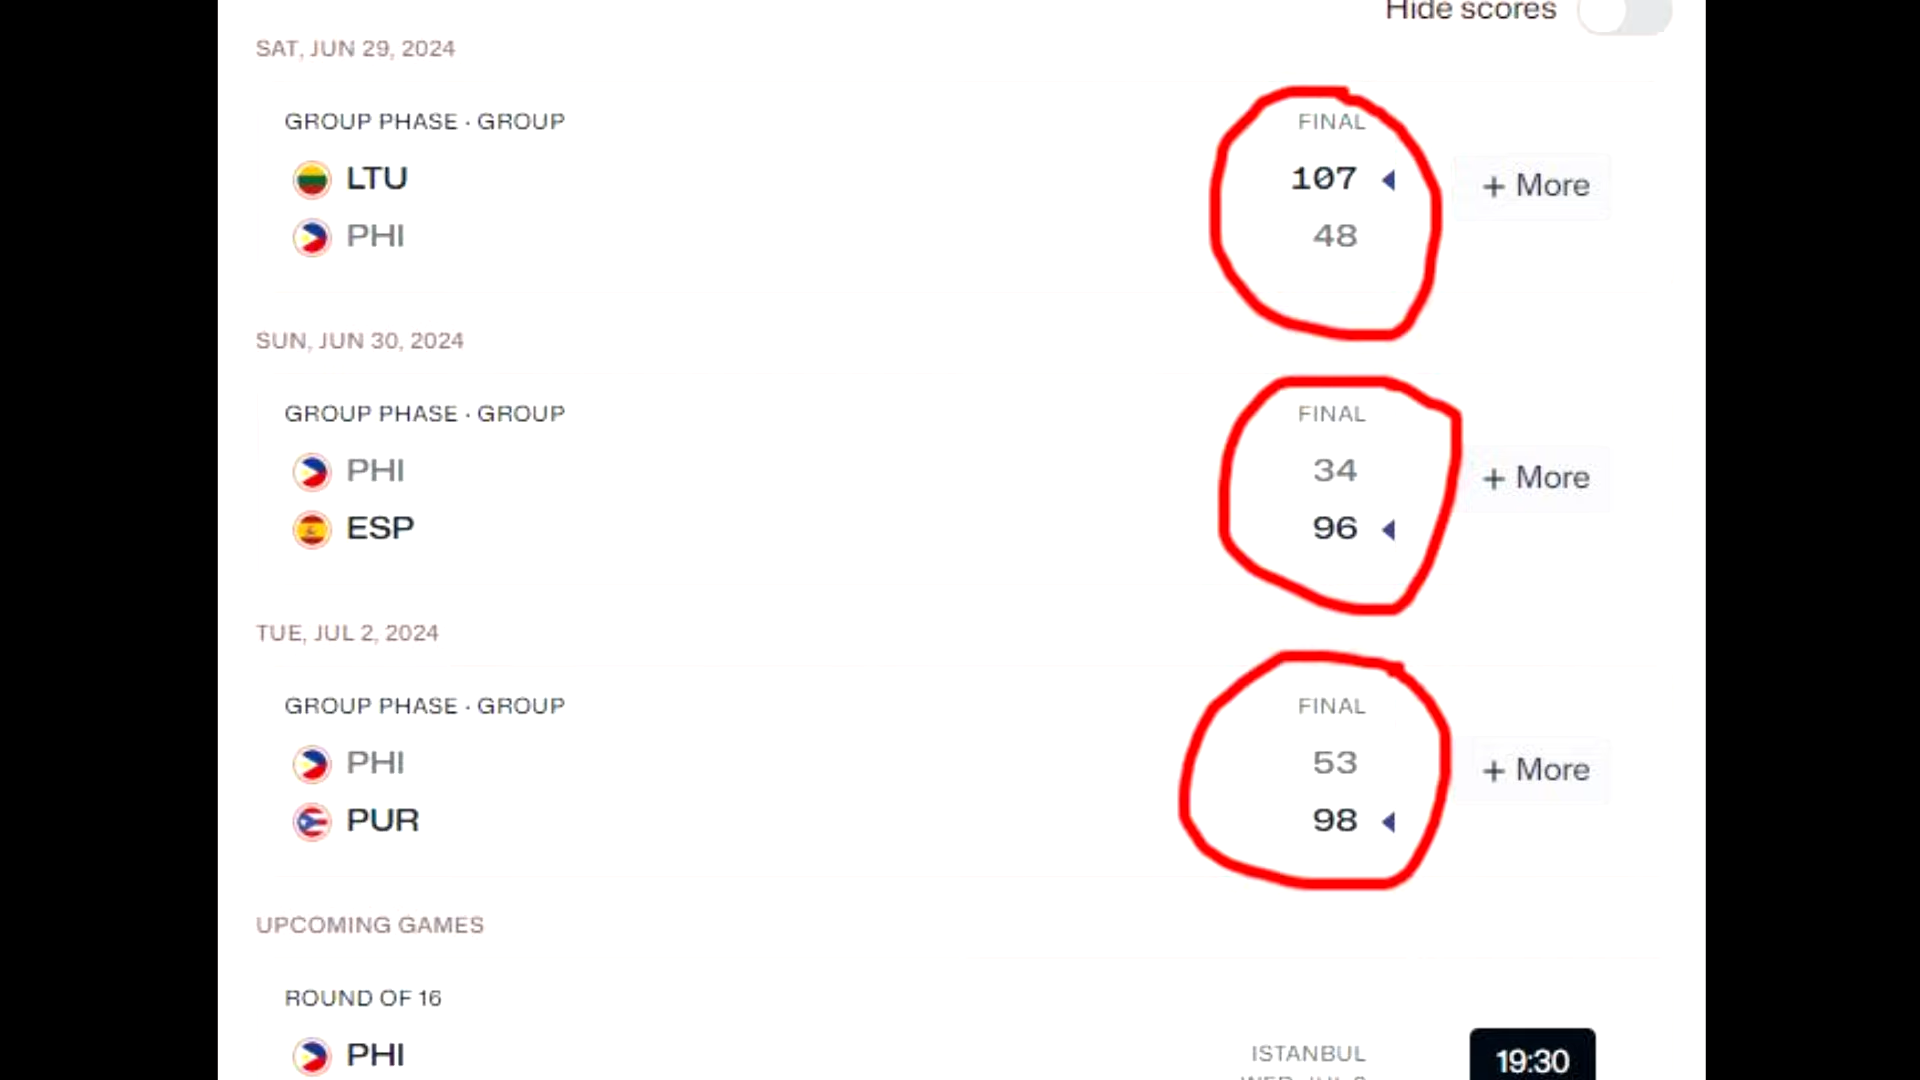 Hide scores
SAT, JUN 29, 2024
GROUP PHASE · GROUP
FINAL
LTU
107
+ More
PHI
48
SUN, JUN 30, 2024
GROUP PHASE · GROUP
FINAL
PHI
34
+ More
ESP
96
TUE, JUL 2, 2024
GROUP PHASE · GROUP
FINAL
PHI
53
+ More
PUR
98
UPCOMING GAMES
ROUND OF 16
PHI
ISTANBUL
19:30